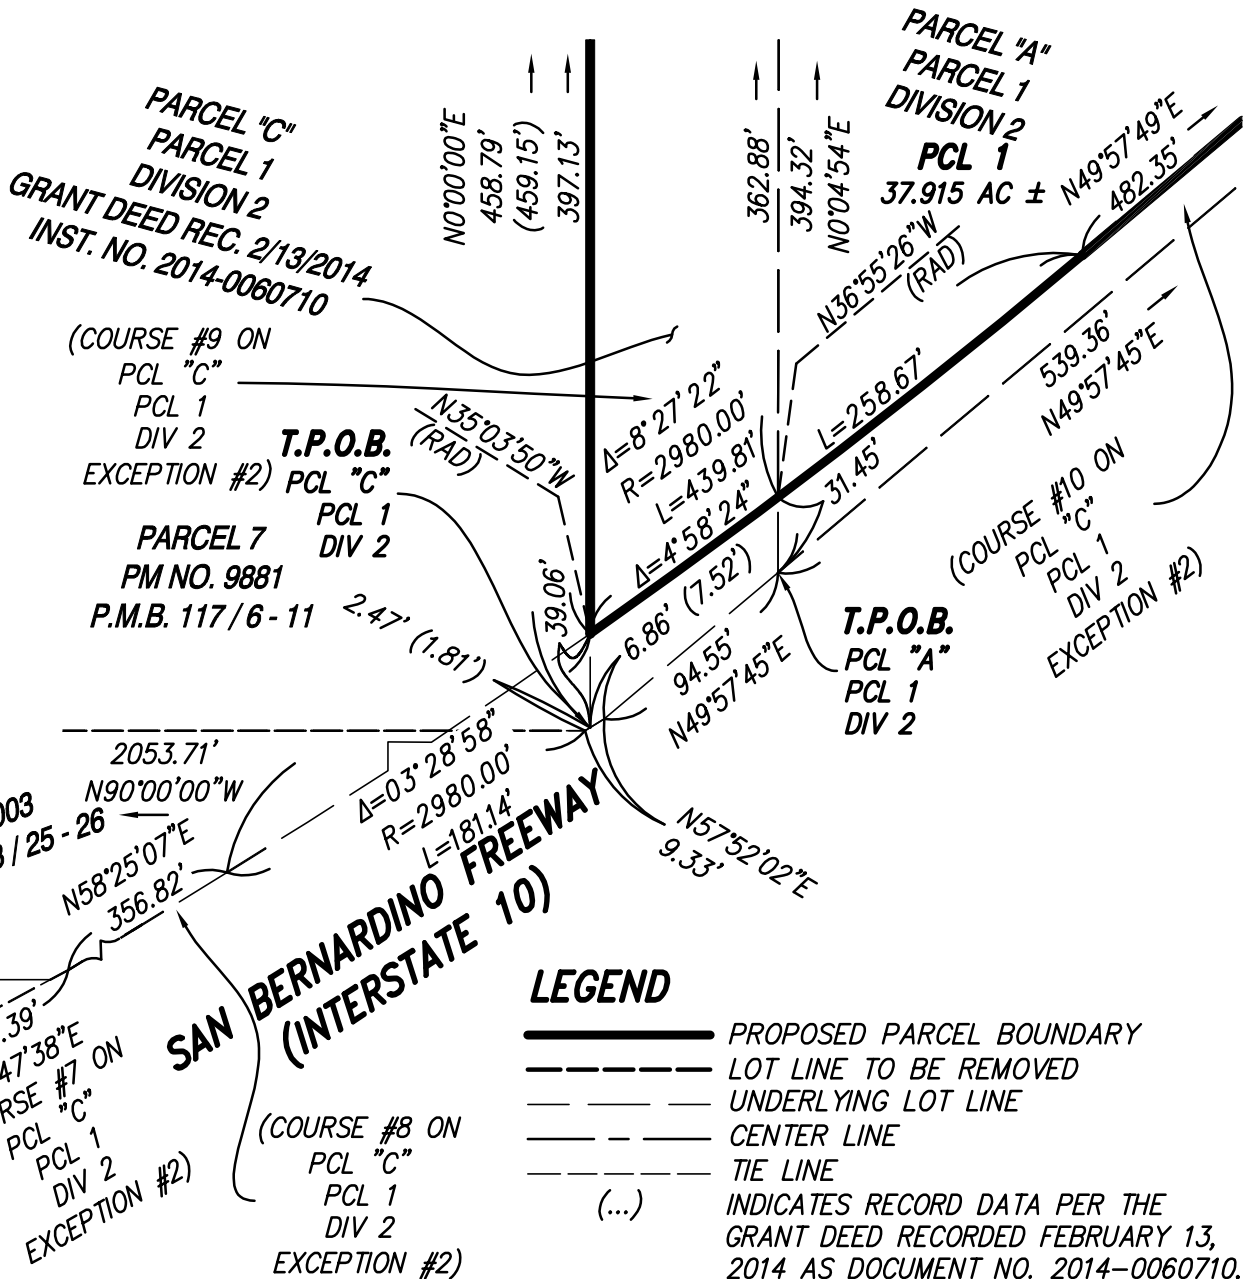 PARCEL "A"
PARCEL 1
DIVISION 2
PCL 1
37.915 AC ±
PARCEL "C"
PARCEL 1
DIVISION 2
GRANT DEED REC. 2/13/2014
INST. NO. 2014-0060710
N0°00'00"E
458.79'
(459.15')
397.13'
362.88'
394.32'
N0°04'54"E
N49°57'49"E
482.35'
N36°55'26"W
(RAD)
(COURSE #9 ON
PCL "C"
PCL 1
DIV 2
EXCEPTION #2)
N35°03'50"W
(RAD)
T.P.O.B.
PCL "C"
PCL 1
DIV 2
Δ=8°27'22"
R=2980.00'
L=439.81'
Δ=4°58'24"
L=258.67'
31.45'
539.36'
N49°57'45"E
(COURSE #10 ON
PCL "C"
PCL 1
DIV 2
EXCEPTION #2)
PARCEL 7
PM NO. 9881
P.M.B. 117 / 6 - 11
2.47' (1.81')
39.06'
6.86' (7.52')
94.55'
N49°57'45"E
T.P.O.B.
PCL "A"
PCL 1
DIV 2
2053.71'
N90°00'00"W
003
/ 25 - 26
Δ=03°28'58"
R=2980.00'
L=181.14'
N57°52'02"E
9.33'
N58°25'07"E
356.82'
SAN BERNARDINO FREEWAY
(INTERSTATE 10)
.39'
47'38"E
RSE #7 ON
PCL "C"
PCL 1
DIV 2
EXCEPTION #2)
(COURSE #8 ON
PCL "C"
PCL 1
DIV 2
EXCEPTION #2)
LEGEND
PROPOSED PARCEL BOUNDARY
LOT LINE TO BE REMOVED
UNDERLYING LOT LINE
CENTER LINE
TIE LINE
(...) INDICATES RECORD DATA PER THE
GRANT DEED RECORDED FEBRUARY 13,
2014 AS DOCUMENT NO. 2014-0060710.